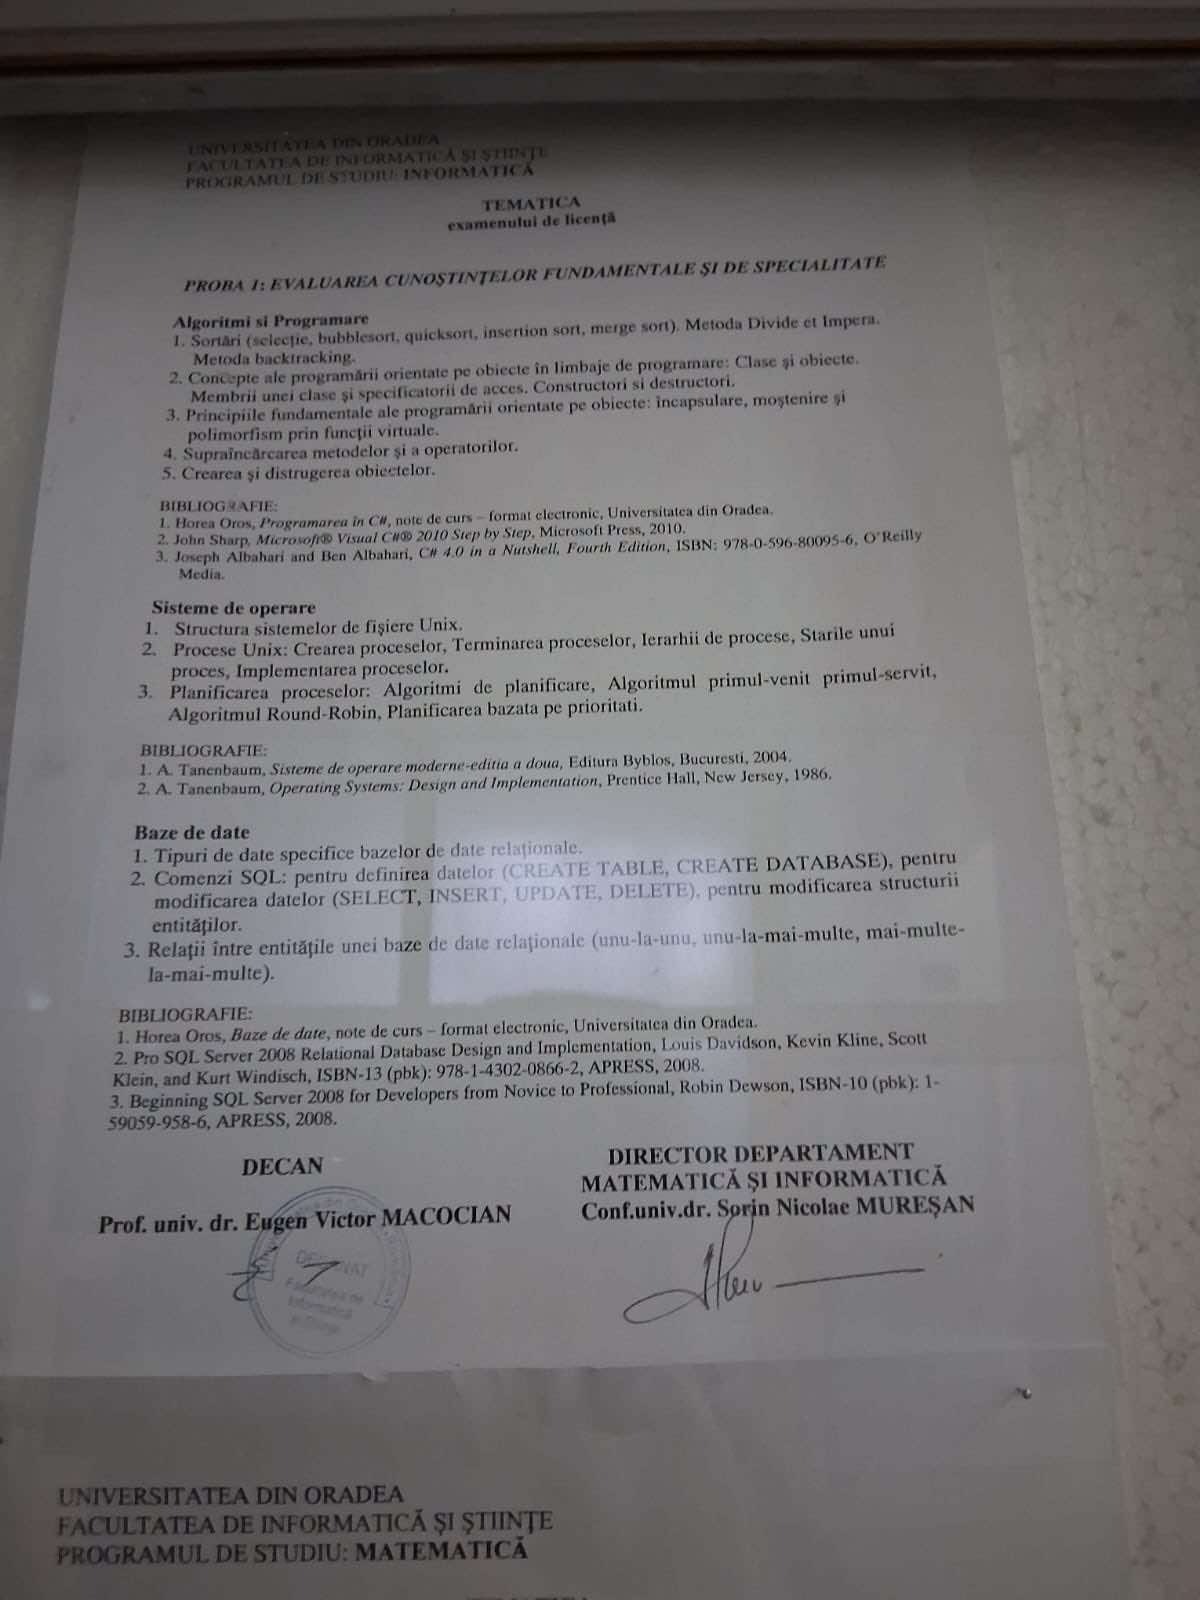 UNIVERSITATEA DIN ORADEA
FACULTATEA DE INFORMATICĂ ŞI ŞTIINŢE
PROGRAMUL DE STUDIU: INFORMATICĂ
TEMATICA
examenului de licenţă
PROBA 1: EVALUAREA CUNOŞTINŢELOR FUNDAMENTALE ŞI DE SPECIALITATE
Algoritmi si Programare
1. Sortări (selecţie, bubblesort, quicksort, insertion sort, merge sort). Metoda Divide et Impera.
Metoda backtracking.
2. Concepte ale programării orientate pe obiecte în limbaje de programare: Clase şi obiecte.
Membrii unei clase şi specificatorii de acces. Constructori si destructori.
3. Principiile fundamentale ale programării orientate pe obiecte: încapsulare, moştenire şi
polimorfism prin funcţii virtuale.
4. Supraîncărcarea metodelor şi a operatorilor.
5. Crearea şi distrugerea obiectelor.
BIBLIOGRAFIE:
1. Horea Oros, Programarea în C#, note de curs – format electronic, Universitatea din Oradea.
2. John Sharp, Microsoft® Visual C#® 2010 Step by Step, Microsoft Press, 2010.
3. Joseph Albahari and Ben Albahari, C# 4.0 in a Nutshell, Fourth Edition, ISBN: 978-0-596-80095-6, O'Reilly
Media.
Sisteme de operare
1. Structura sistemelor de fişiere Unix.
2. Procese Unix: Crearea proceselor, Terminarea proceselor, Ierarhii de procese, Starile unui
proces, Implementarea proceselor.
3. Planificarea proceselor: Algoritmi de planificare, Algoritmul primul-venit primul-servit,
Algoritmul Round-Robin, Planificarea bazata pe prioritati.
BIBLIOGRAFIE:
1. A. Tanenbaum, Sisteme de operare moderne-editia a doua, Editura Byblos, Bucuresti, 2004.
2. A. Tanenbaum, Operating Systems: Design and Implementation, Prentice Hall, New Jersey, 1986.
Baze de date
1. Tipuri de date specifice bazelor de date relaţionale.
2. Comenzi SQL: pentru definirea datelor (CREATE TABLE, CREATE DATABASE), pentru
modificarea datelor (SELECT, INSERT, UPDATE, DELETE), pentru modificarea structurii
entităţilor.
3. Relaţii între entităţile unei baze de date relaţionale (unu-la-unu, unu-la-mai-multe, mai-multe-
la-mai-multe).
BIBLIOGRAFIE:
1. Horea Oros, Baze de date, note de curs – format electronic, Universitatea din Oradea.
2. Pro SQL Server 2008 Relational Database Design and Implementation, Louis Davidson, Kevin Kline, Scott
Klein, and Kurt Windisch, ISBN-13 (pbk): 978-1-4302-0866-2, APRESS, 2008.
3. Beginning SQL Server 2008 for Developers from Novice to Professional, Robin Dewson, ISBN-10 (pbk): 1-
59059-958-6, APRESS, 2008.
DECAN
Prof. univ. dr. Eugen Victor MACOCIAN
DIRECTOR DEPARTAMENT
MATEMATICĂ ŞI INFORMATICĂ
Conf.univ.dr. Sorin Nicolae MUREŞAN
Facultatea de
Informatică
UNIVERSITATEA DIN ORADEA
FACULTATEA DE INFORMATICĂ ŞI ŞTIINŢE
PROGRAMUL DE STUDIU: MATEMATICĂ